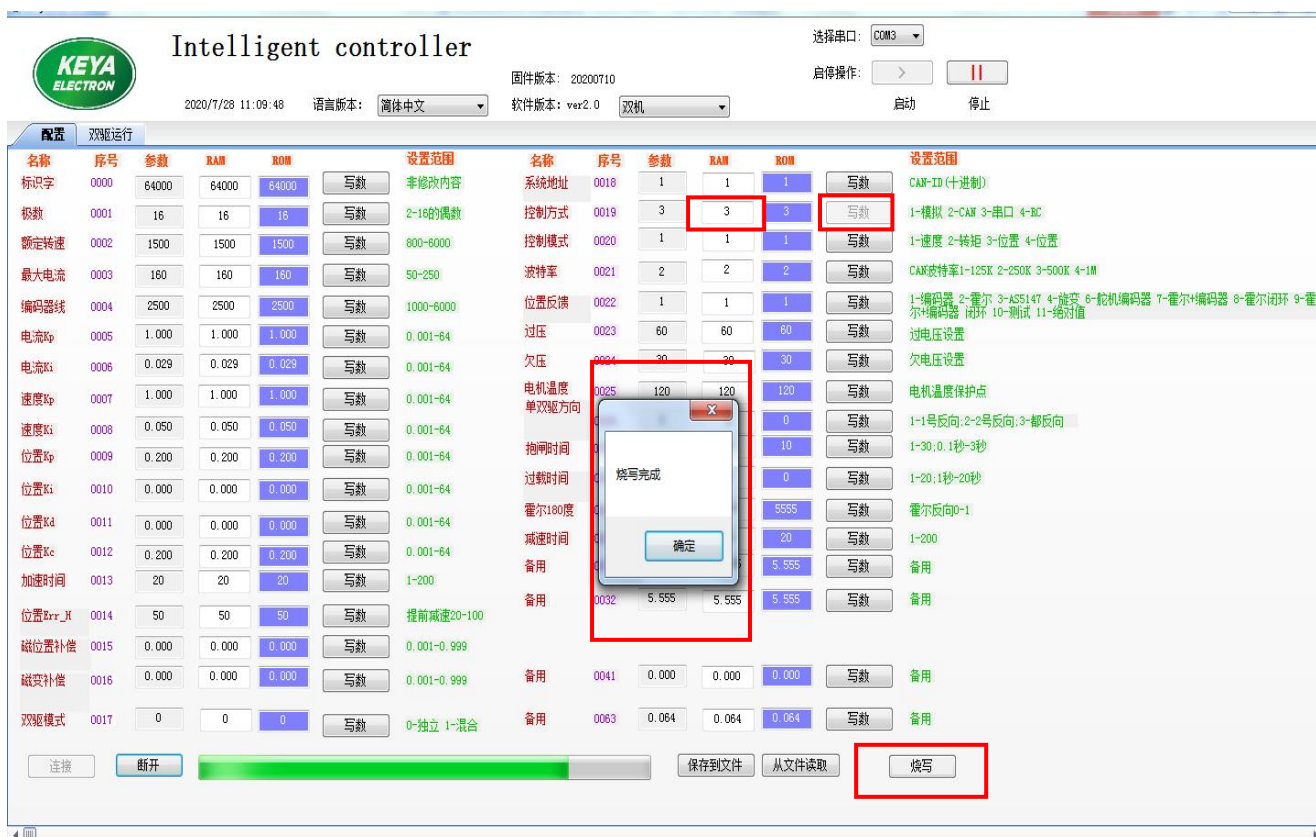 Intelligent controller
KEYA
ELECTRON
选择串口: COM3
固件版本: 20200710
启停操作: >
2020/7/28 11:09:48 语言版本: 简体中文 软件版本: ver2.0 双机
启动 停止
配置 双驱运行
名称 序号 参数 RAM ROM 设置范围 名称 序号 参数 RAM ROM 设置范围
标识字 0000 64000 64000 64000 写数 非修改内容 系统地址 0018 1 1 1 写数 CAN-ID(十进制)
极数 0001 16 16 16 写数 2-16的偶数 控制方式 0019 3 3 3 写数 1-模拟 2-CAN 3-串口 4-RC
额定转速 0002 1500 1500 1500 写数 800-6000 控制模式 0020 1 1 1 写数 1-速度 2-转矩 3-位置 4-位置
最大电流 0003 160 160 160 写数 50-250 波特率 0021 2 2 2 写数 CAN波特率1-125K 2-250K 3-500K 4-1M
编码器线 0004 2500 2500 2500 写数 1000-6000 位置反馈 0022 1 1 1 写数 1-编码器 2-霍尔 3-AS5147 4-旋变 6-舵机编码器 7-霍尔+编码器 8-霍尔闭环 9-霍
尔+编码器 闭环 10-测试 11-绝对值
电流Kp 0005 1.000 1.000 1.000 写数 0.001-64 过压 0023 60 60 60 写数 过电压设置
电流Ki 0006 0.029 0.029 0.029 写数 0.001-64 欠压 0024 30 30 30 写数 欠电压设置
速度Kp 0007 1.000 1.000 1.000 写数 0.001-64 电机温度 0025 120 120 120 写数 电机温度保护点
速度Ki 0008 0.050 0.050 0.050 写数 0.001-64 单双驱方向 0 写数 1-1号反向;2-2号反向;3-都反向
位置Kp 0009 0.200 0.200 0.200 写数 0.001-64 抱闸时间 10 写数 1-30;0.1秒-3秒
位置Ki 0010 0.000 0.000 0.000 写数 0.001-64 过载时间 0 写数 1-20;1秒-20秒
位置Kd 0011 0.000 0.000 0.000 写数 0.001-64 霍尔180度 5555 写数 霍尔反向0-1
位置Kc 0012 0.200 0.200 0.200 写数 0.001-64 减速时间 20 写数 1-200
加速时间 0013 20 20 20 写数 1-200 备用 5.555 写数 备用
位置Err_H 0014 50 50 50 写数 提前减速20-100 备用 0032 5.555 5.555 5.555 写数 备用
磁位置补偿 0015 0.000 0.000 0.000 写数 0.001-0.999
磁变补偿 0016 0.000 0.000 0.000 写数 0.001-0.999 备用 0041 0.000 0.000 0.000 写数 备用
双驱模式 0017 0 0 0 写数 0-独立 1-混合 备用 0063 0.064 0.064 0.064 写数 备用
烧写完成
确定
连接 断开 保存到文件 从文件读取 烧写